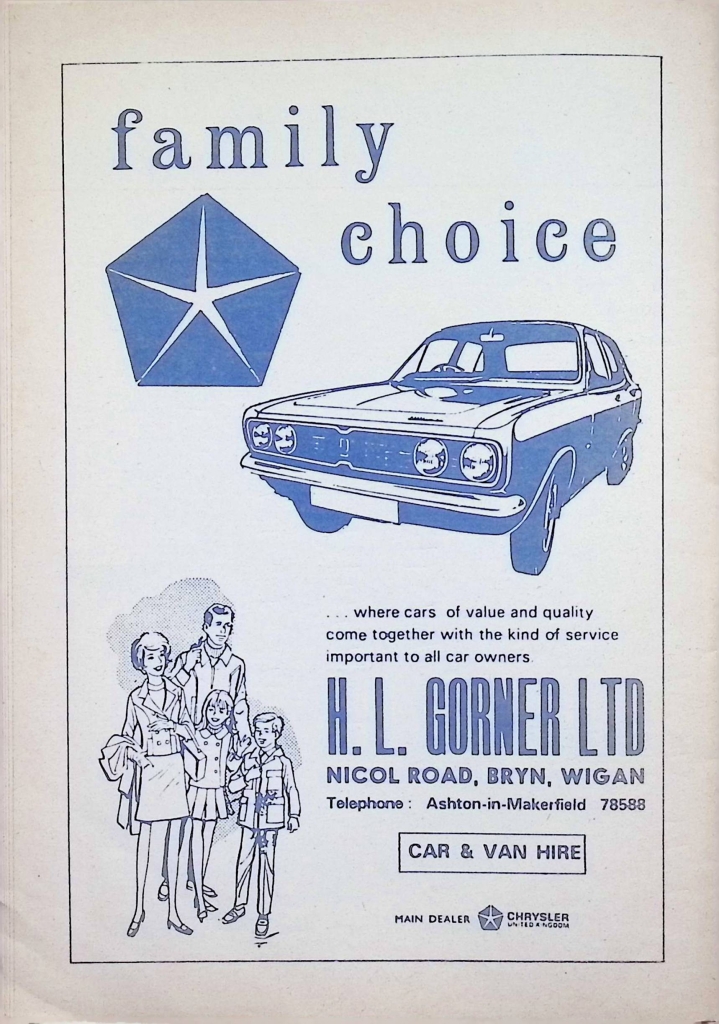 family
choice
... where cars of value and quality
come together with the kind of service
important to all car owners.
H. L. GORNER LTD
NICOL ROAD, BRYN, WIGAN
Telephone : Ashton-in-Makerfield 78588
CAR & VAN HIRE
MAIN DEALER CHRYSLER
UNITED KINGDOM